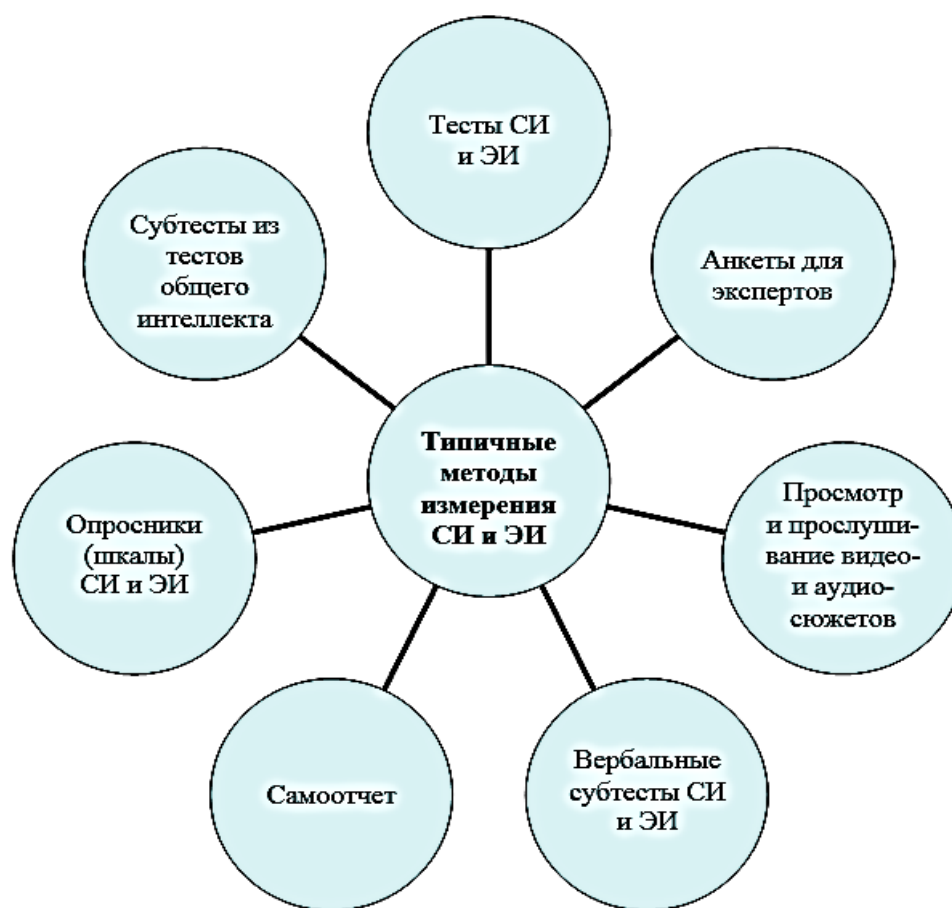 Тесты СИ
и ЭИ
Субтесты из
тестов
общего
интеллекта
Анкеты для
экспертов
Типичные
методы
измерения
СИ и ЭИ
Опросники
(шкалы)
СИ и ЭИ
Просмотр
и прослуши-
вание видео-
и аудио-
сюжетов
Самоотчет
Вербальные
субтесты СИ
и ЭИ